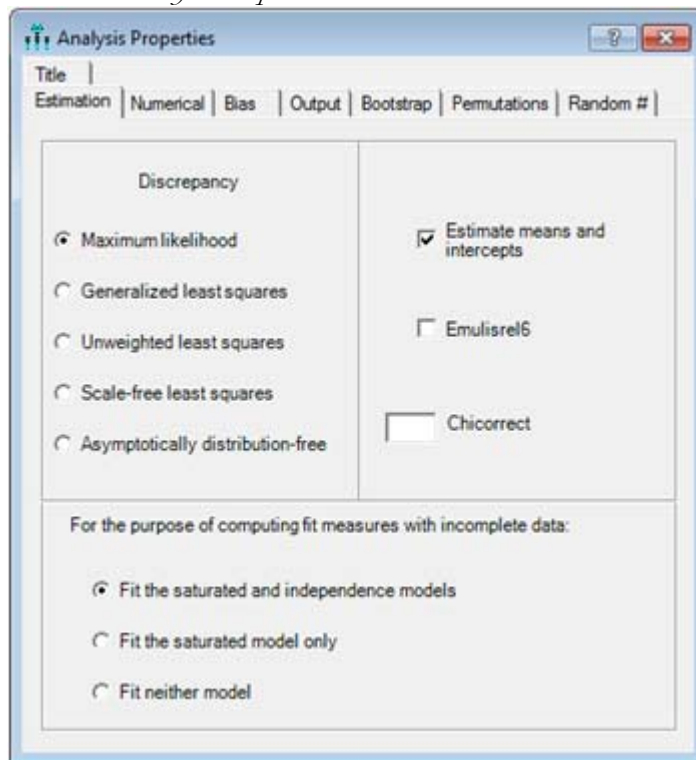 Analysis Properties
Title
Estimation Numerical Bias Output Bootstrap Permutations Random #
Discrepancy
Maximum likelihood
Generalized least squares
Unweighted least squares
Scale-free least squares
Asymptotically distribution-free
Estimate means and
intercepts
Emulisrel6
Chicorrect
For the purpose of computing fit measures with incomplete data:
Fit the saturated and independence models
Fit the saturated model only
Fit neither model